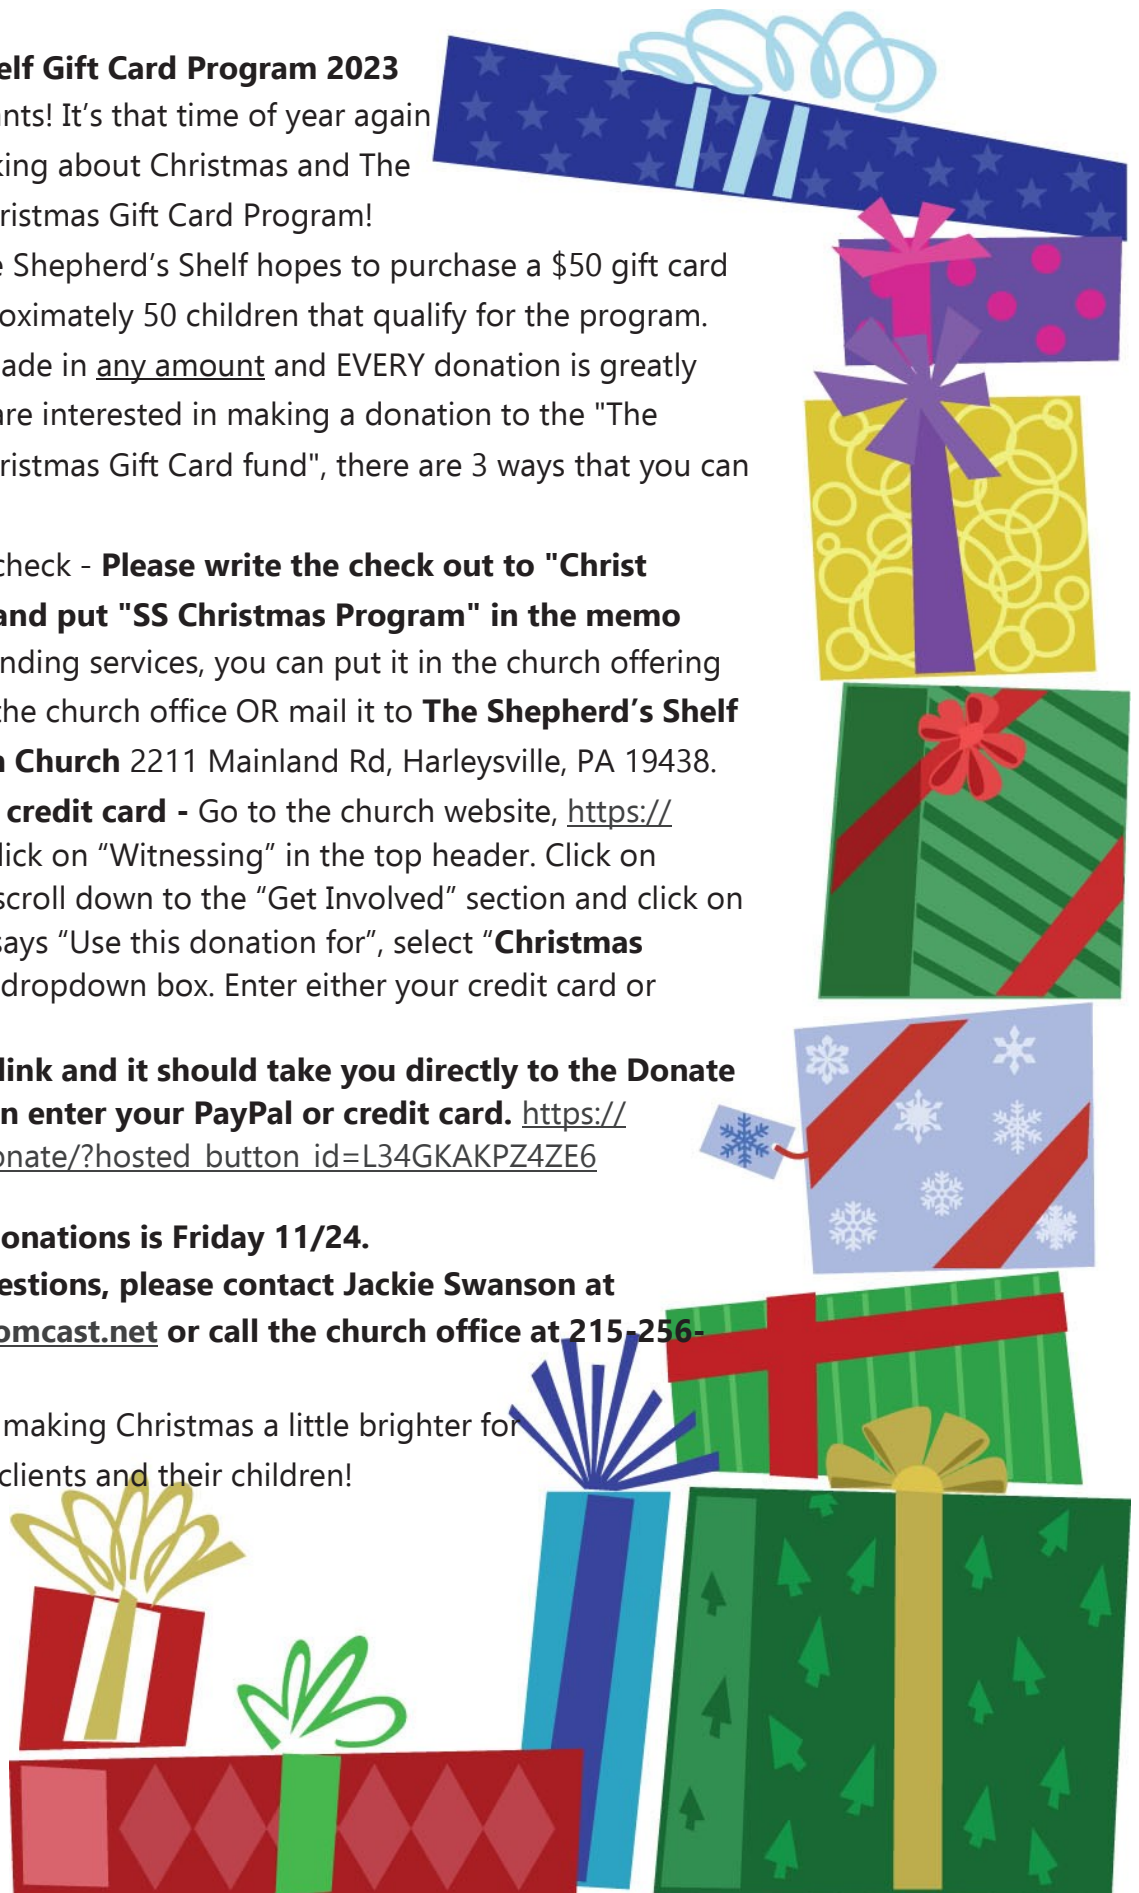 elf Gift Card Program 2023
nts! It’s that time of year again
king about Christmas and The
ristmas Gift Card Program!
e Shepherd’s Shelf hopes to purchase a $50 gift card
oximately 50 children that qualify for the program.
ade in any amount and EVERY donation is greatly
are interested in making a donation to the "The
ristmas Gift Card fund", there are 3 ways that you can
check - Please write the check out to "Christ
and put "SS Christmas Program" in the memo
nding services, you can put it in the church offering
the church office OR mail it to The Shepherd’s Shelf
n Church 2211 Mainland Rd, Harleysville, PA 19438.
credit card - Go to the church website, https://
lick on “Witnessing” in the top header. Click on
scroll down to the “Get Involved” section and click on
says “Use this donation for”, select “Christmas
dropdown box. Enter either your credit card or
link and it should take you directly to the Donate
n enter your PayPal or credit card. https://
onate/?hosted_button_id=L34GKAKPZ4ZE6
onations is Friday 11/24.
estions, please contact Jackie Swanson at
omcast.net or call the church office at 215-256-
making Christmas a little brighter for
clients and their children!